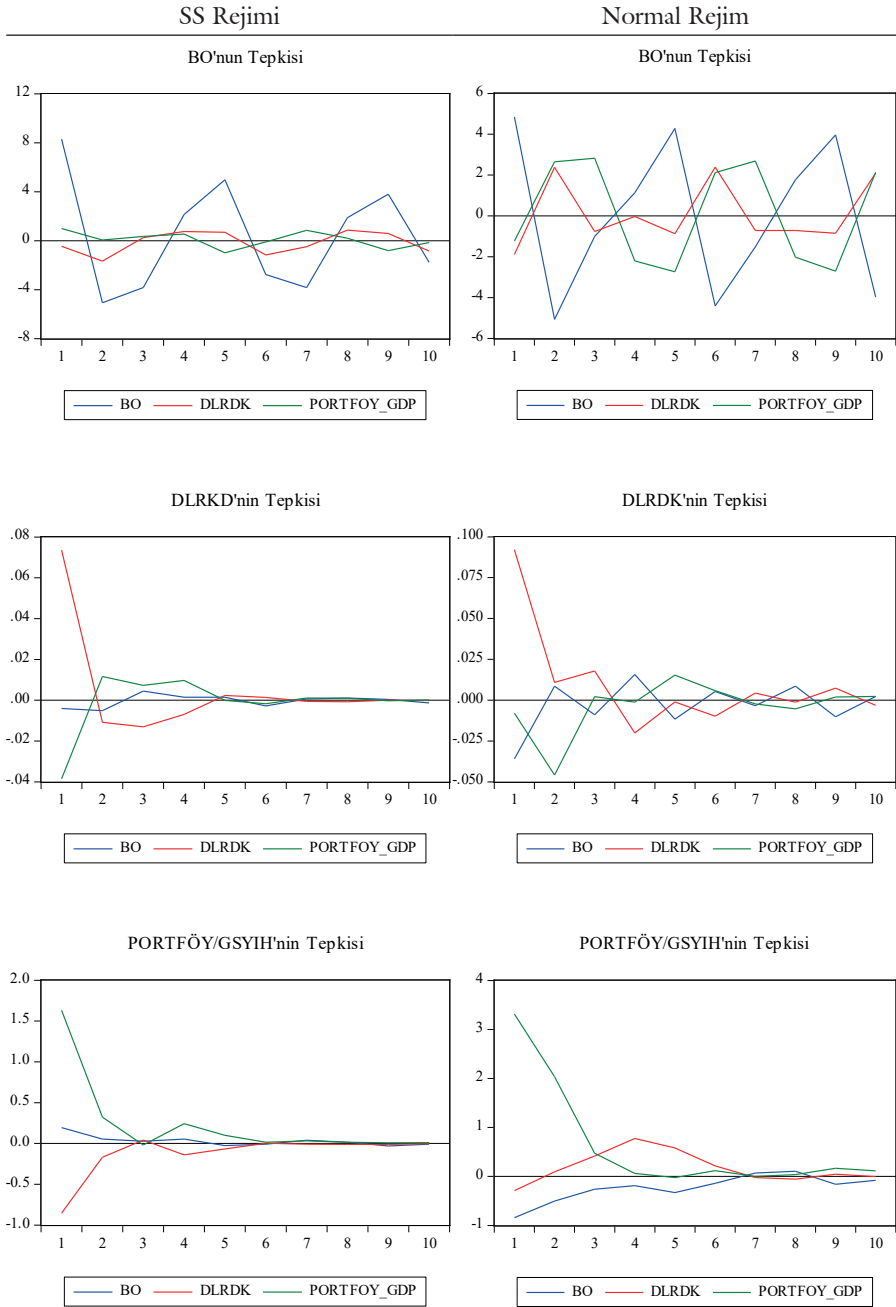 SS Rejimi
Normal Rejim
BO'nun Tepkisi
12
8
4
0
-4
-8
1 2 3 4 5 6 7 8 9 10
BO DLRDK PORTFOY_GDP
BO'nun Tepkisi
6
4
2
0
-2
-4
-6
1 2 3 4 5 6 7 8 9 10
BO DLRDK PORTFOY_GDP
DLRKD'nin Tepkisi
.08
.06
.04
.02
.00
-.02
-.04
1 2 3 4 5 6 7 8 9 10
BO DLRDK PORTFOY_GDP
DLRDK'nin Tepkisi
.100
.075
.050
.025
.000
-.025
-.050
1 2 3 4 5 6 7 8 9 10
BO DLRDK PORTFOY_GDP
PORTFÖY/GSYIH'nin Tepkisi
2.0
1.5
1.0
0.5
0.0
-0.5
-1.0
1 2 3 4 5 6 7 8 9 10
BO DLRDK PORTFOY_GDP
PORTFÖY/GSYIH'nin Tepkisi
4
3
2
1
0
-1
1 2 3 4 5 6 7 8 9 10
BO DLRDK PORTFOY_GDP